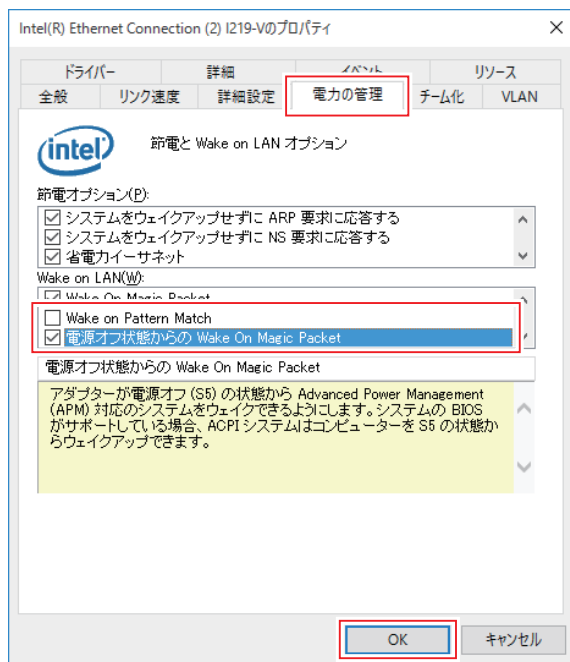 Intel(R) Ethernet Connection (2) I219-Vのプロパティ
ドライバー 詳細 イベント リソース
全般 リンク速度 詳細設定 電力の管理 チーム化 VLAN
intel 節電と Wake on LAN オプション
節電オプション(P):
システムをウェイクアップせずに ARP 要求に応答する
システムをウェイクアップせずに NS 要求に応答する
省電力イーサネット
Wake on LAN(W):
Wake On Magic Packet
Wake on Pattern Match
電源オフ状態からの Wake On Magic Packet
電源オフ状態からの Wake On Magic Packet
アダプターが電源オフ (S5) の状態から Advanced Power Management
(APM) 対応のシステムをウェイクできるようにします。システムの BIOS
がサポートしている場合、ACPI システムはコンピューターを S5 の状態か
らウェイクアップできます。
OK キャンセル